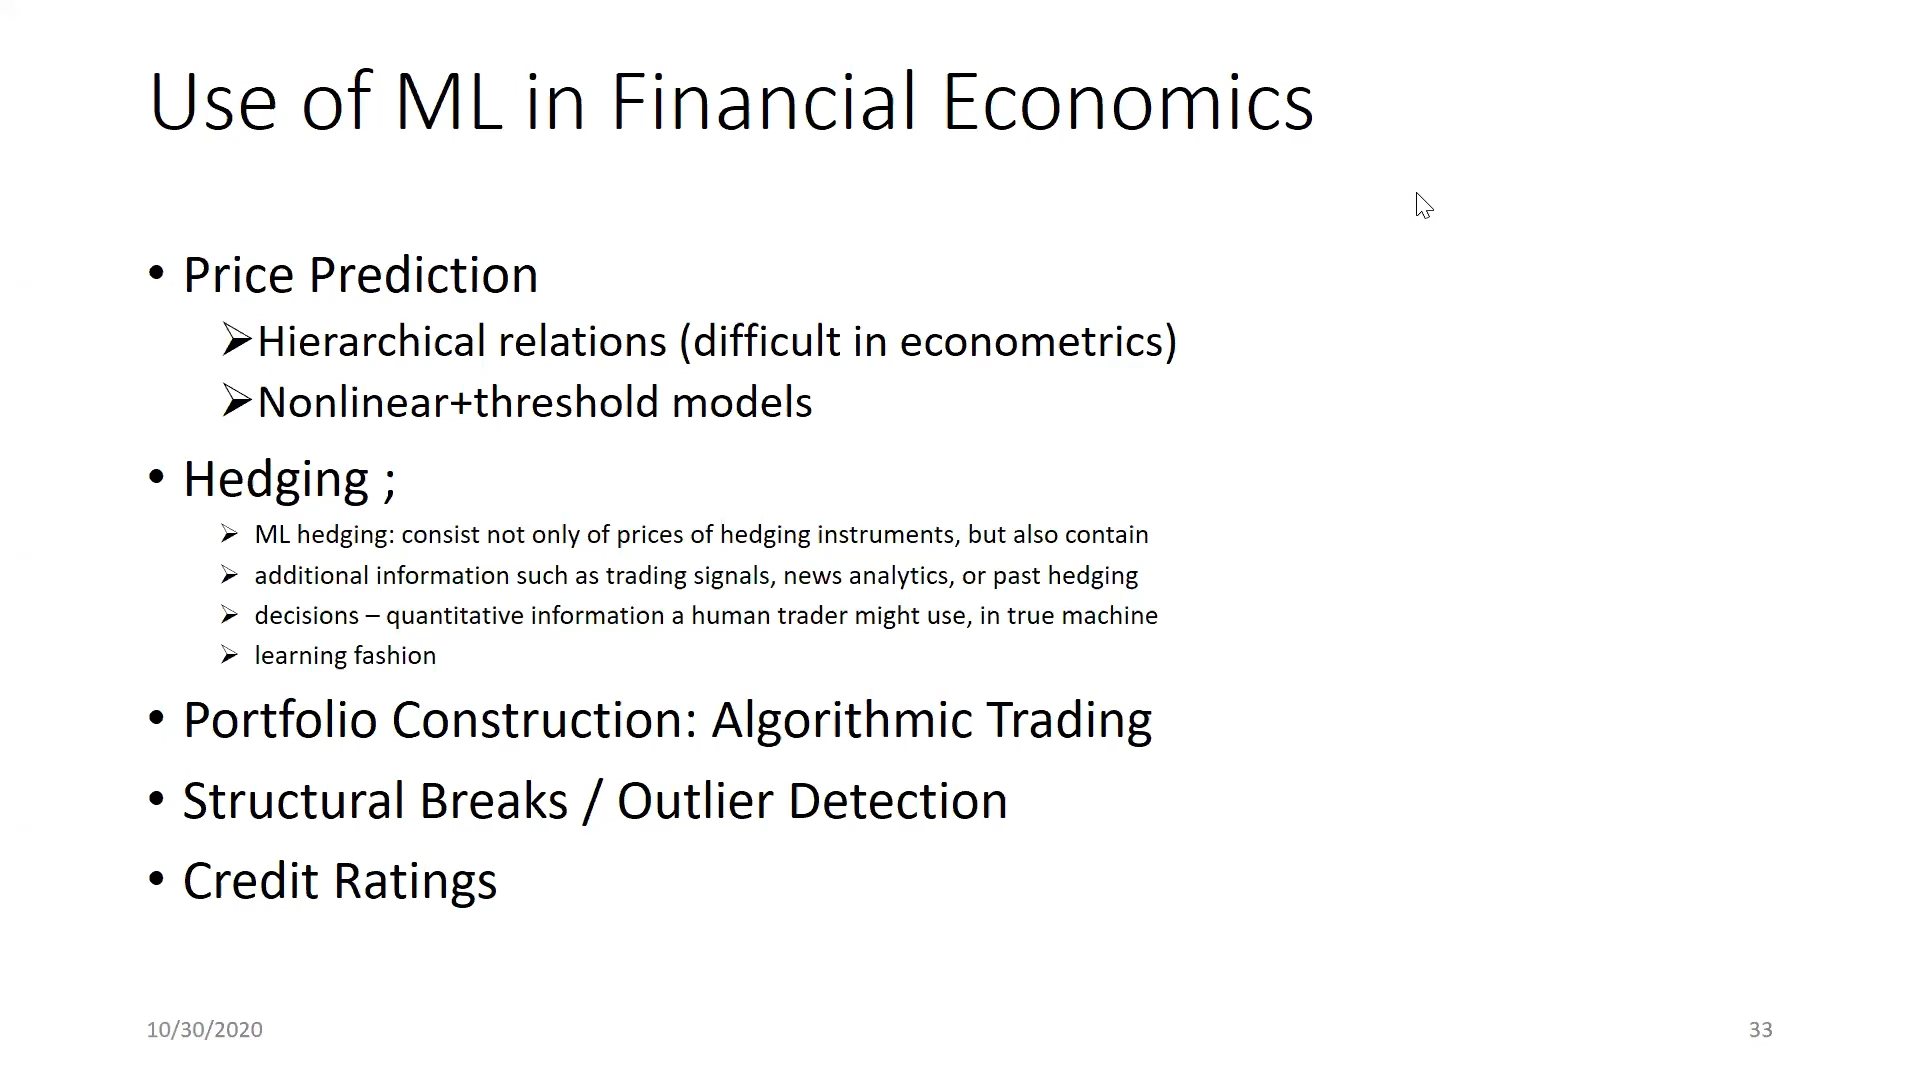 Use of ML in Financial Economics
• Price Prediction
➢Hierarchical relations (difficult in econometrics)
➢Nonlinear+threshold models
• Hedging ;
➢ ML hedging: consist not only of prices of hedging instruments, but also contain
➢ additional information such as trading signals, news analytics, or past hedging
➢ decisions – quantitative information a human trader might use, in true machine
➢ learning fashion
• Portfolio Construction: Algorithmic Trading
• Structural Breaks / Outlier Detection
• Credit Ratings
10/30/2020
33